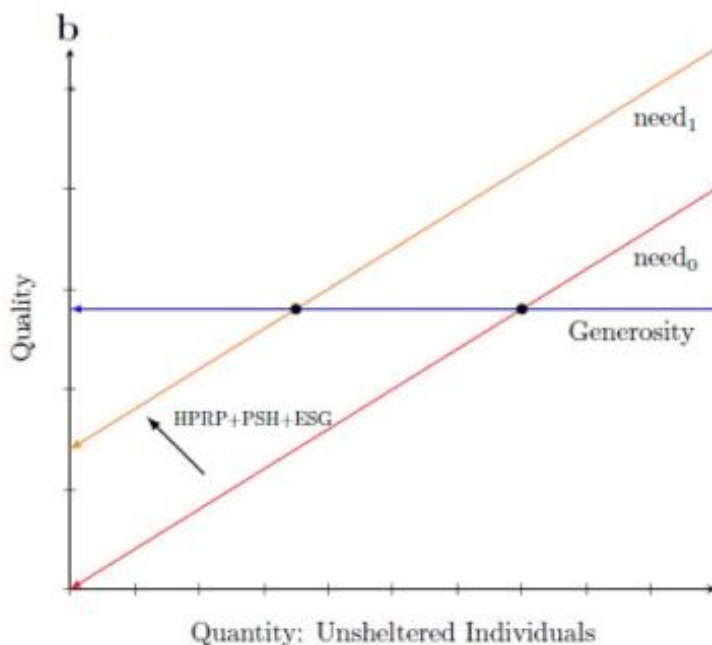 b
need₁
need₀
Quality
Generosity
HPRP+PSH+ESG
Quantity: Unsheltered Individuals